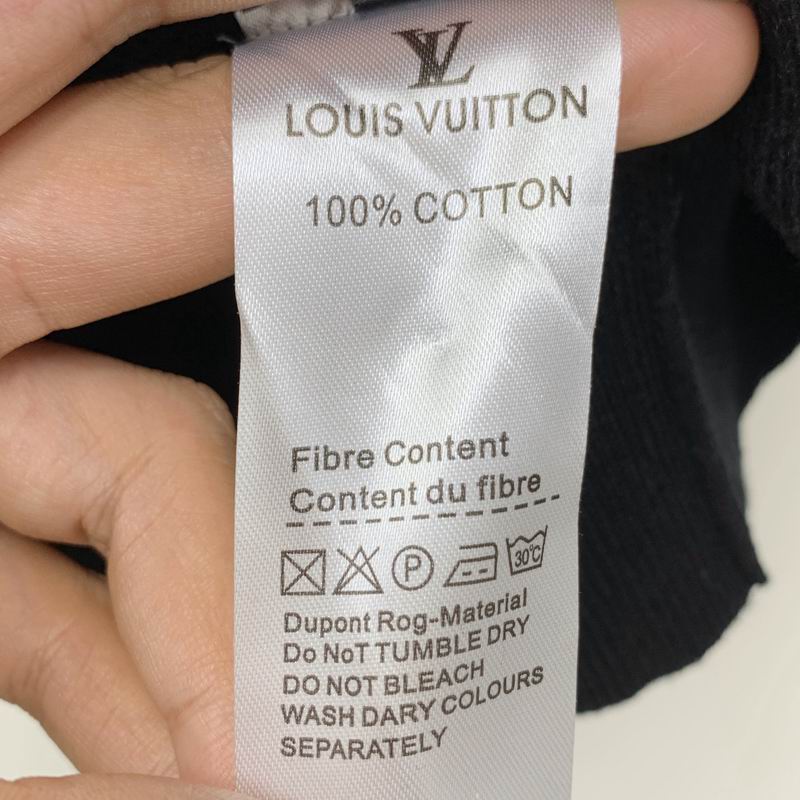 LV
LOUIS VUITTON
100% COTTON
Fibre Content
Content du fibre
P
30°C
Dupont Rog-Material
Do NoT TUMBLE DRY
DO NOT BLEACH
WASH DARY COLOURS
SEPARATELY